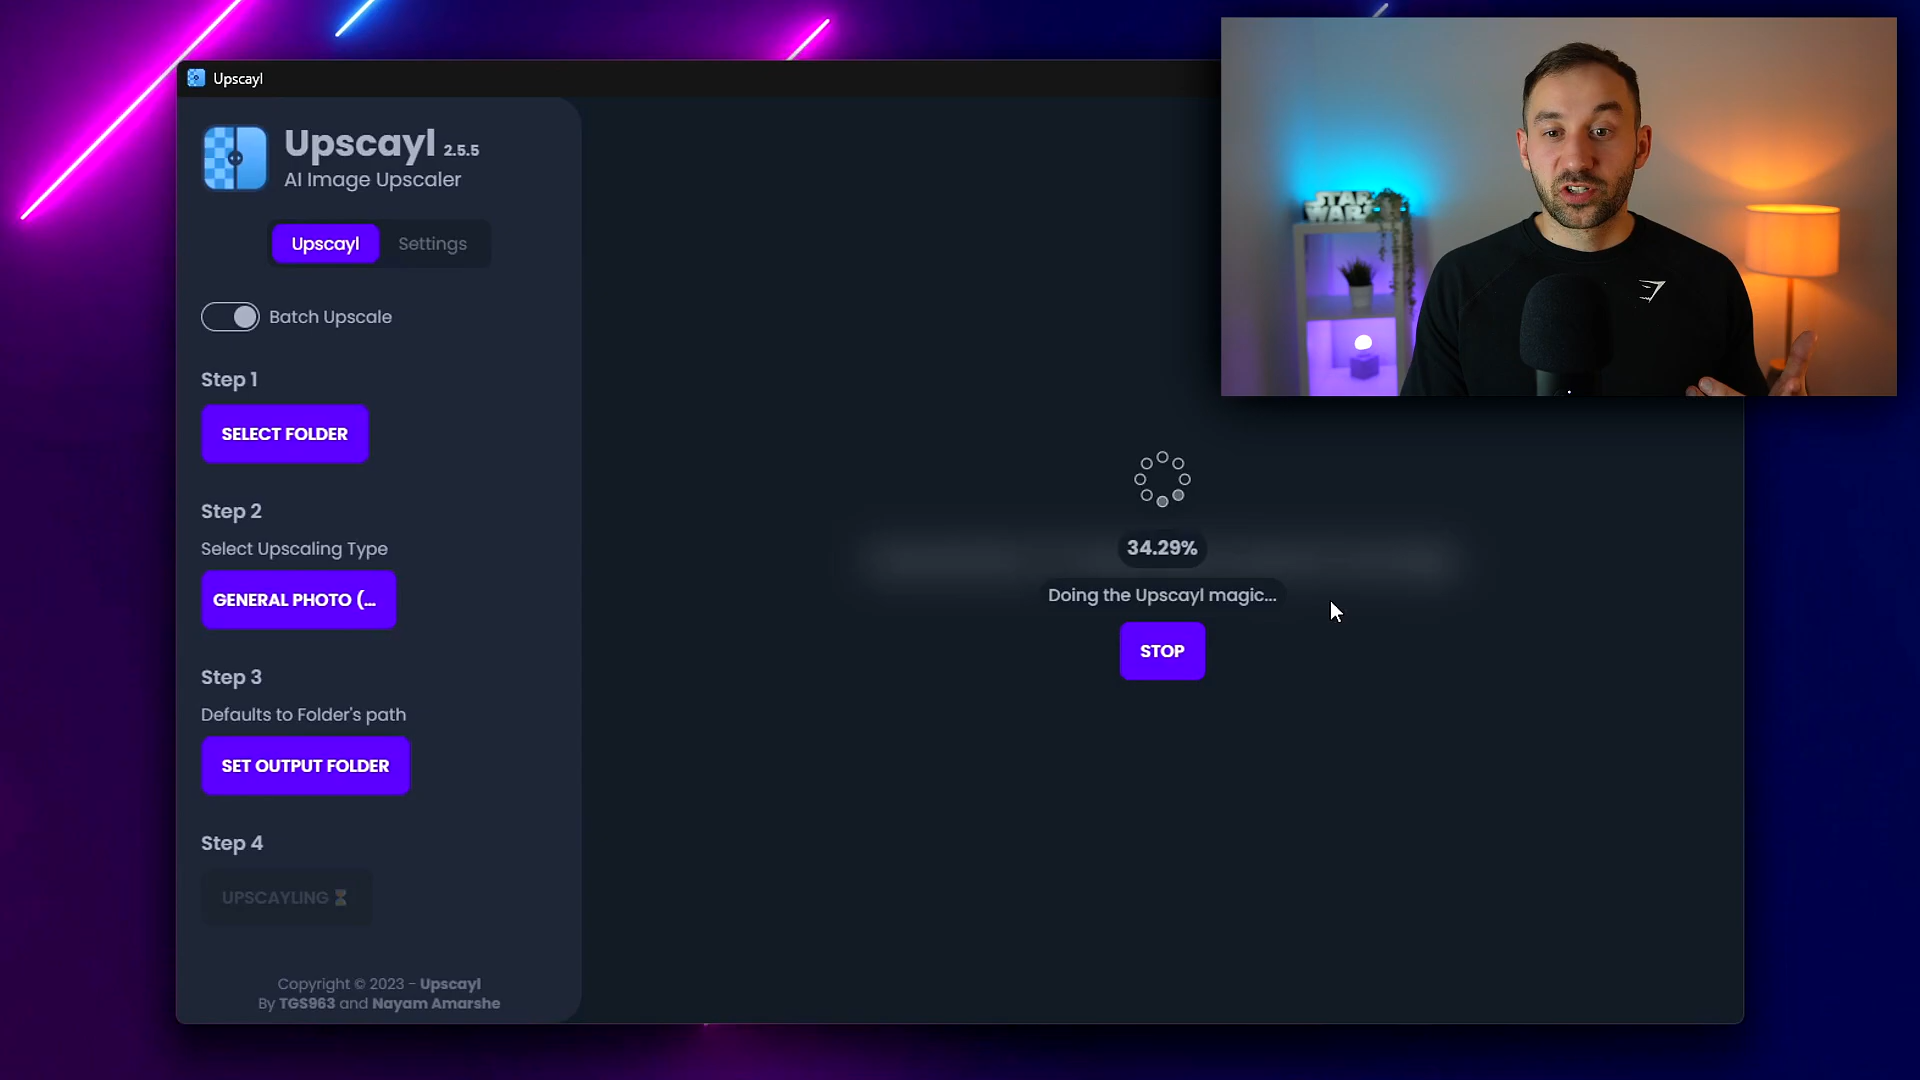 Upscayl
Upscayl 2.5.5
AI Image Upscaler
Upscayl
Settings
Batch Upscale
Step 1
SELECT FOLDER
Step 2
Select Upscaling Type
GENERAL PHOTO (...
Step 3
Defaults to Folder's path
SET OUTPUT FOLDER
Step 4
UPSCAYLING ⏳
Copyright © 2023 - Upscayl
By TGS963 and Nayam Amarshe
34.29%
Doing the Upscayl magic...
STOP
STAR
WARS